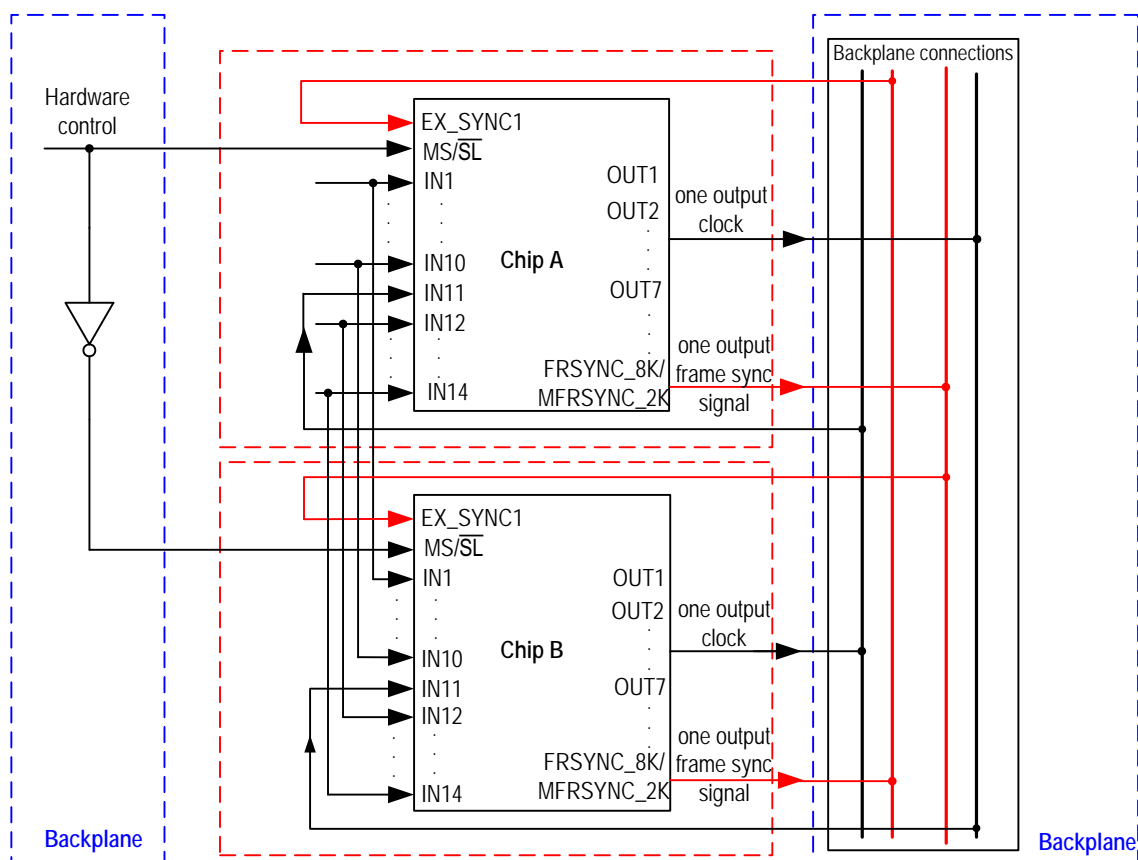 Backplane connections
Hardware
control
EX_SYNC1
MS/S̅L̅
IN1
IN10
IN11
IN12
IN14
Chip A
OUT1
OUT2
OUT7
FRSYNC_8K/
MFRSYNC_2K
one output
clock
one output
frame sync
signal
EX_SYNC1
MS/S̅L̅
IN1
IN10
IN11
IN12
IN14
Chip B
OUT1
OUT2
OUT7
FRSYNC_8K/
MFRSYNC_2K
one output
clock
one output
frame sync
signal
Backplane
Backplane